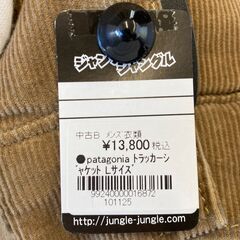 ジャングル
ジャングル
中古B メンズ衣類
¥13,800 税込
●patagonia トラッカーシ
ャケット Lサイズ
99240000016872
101125
http://jungle-jungle.com/